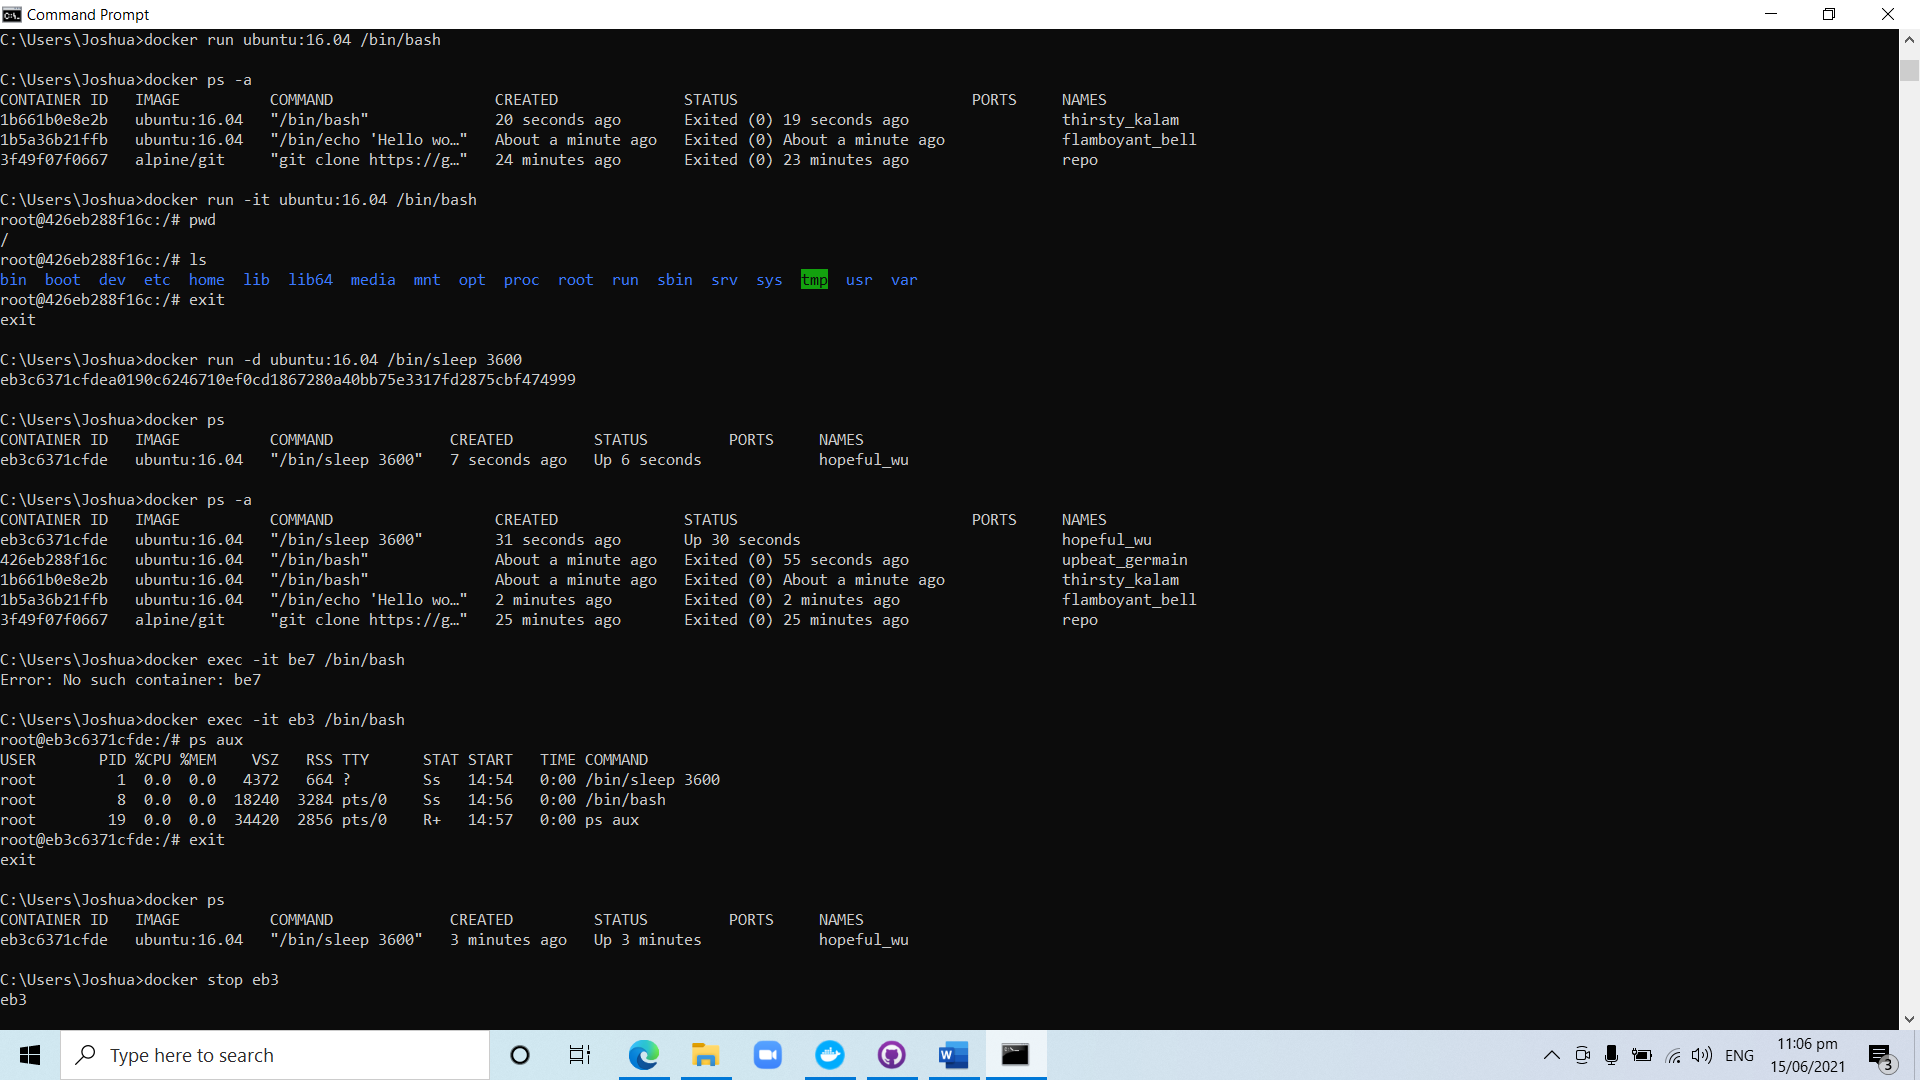 Command Prompt
C:\Users\Joshua>docker run ubuntu:16.04 /bin/bash
C:\Users\Joshua>docker ps -a
CONTAINER ID   IMAGE          COMMAND                  CREATED              STATUS                          PORTS     NAMES
1b661b0e8e2b   ubuntu:16.04   "/bin/bash"              20 seconds ago       Exited (0) 19 seconds ago                 thirsty_kalam
1b5a36b21ffb   ubuntu:16.04   "/bin/echo 'Hello wo…"   About a minute ago   Exited (0) About a minute ago             flamboyant_bell
3f49f07f0667   alpine/git     "git clone https://g…"   24 minutes ago       Exited (0) 23 minutes ago                 repo
C:\Users\Joshua>docker run -it ubuntu:16.04 /bin/bash
root@426eb288f16c:/# pwd
/
root@426eb288f16c:/# ls
bin  boot  dev  etc  home  lib  lib64  media  mnt  opt  proc  root  run  sbin  srv  sys  tmp  usr  var
root@426eb288f16c:/# exit
exit
C:\Users\Joshua>docker run -d ubuntu:16.04 /bin/sleep 3600
eb3c6371cfdea0190c6246710ef0cd1867280a40bb75e3317fd2875cbf474999
C:\Users\Joshua>docker ps
CONTAINER ID   IMAGE          COMMAND             CREATED         STATUS         PORTS     NAMES
eb3c6371cfde   ubuntu:16.04   "/bin/sleep 3600"   7 seconds ago   Up 6 seconds             hopeful_wu
C:\Users\Joshua>docker ps -a
CONTAINER ID   IMAGE          COMMAND                  CREATED              STATUS                          PORTS     NAMES
eb3c6371cfde   ubuntu:16.04   "/bin/sleep 3600"        31 seconds ago       Up 30 seconds                             hopeful_wu
426eb288f16c   ubuntu:16.04   "/bin/bash"              About a minute ago   Exited (0) 55 seconds ago                 upbeat_germain
1b661b0e8e2b   ubuntu:16.04   "/bin/bash"              About a minute ago   Exited (0) About a minute ago             thirsty_kalam
1b5a36b21ffb   ubuntu:16.04   "/bin/echo 'Hello wo…"   2 minutes ago        Exited (0) 2 minutes ago                  flamboyant_bell
3f49f07f0667   alpine/git     "git clone https://g…"   25 minutes ago       Exited (0) 25 minutes ago                 repo
C:\Users\Joshua>docker exec -it be7 /bin/bash
Error: No such container: be7
C:\Users\Joshua>docker exec -it eb3 /bin/bash
root@eb3c6371cfde:/# ps aux
USER       PID %CPU %MEM    VSZ   RSS TTY      STAT START   TIME COMMAND
root         1  0.0  0.0   4372   664 ?        Ss   14:54   0:00 /bin/sleep 3600
root         8  0.0  0.0  18240  3284 pts/0    Ss   14:56   0:00 /bin/bash
root        19  0.0  0.0  34420  2856 pts/0    R+   14:57   0:00 ps aux
root@eb3c6371cfde:/# exit
exit
C:\Users\Joshua>docker ps
CONTAINER ID   IMAGE          COMMAND             CREATED         STATUS         PORTS     NAMES
eb3c6371cfde   ubuntu:16.04   "/bin/sleep 3600"   3 minutes ago   Up 3 minutes             hopeful_wu
C:\Users\Joshua>docker stop eb3
eb3
Type here to search
ENG
11:06 pm
15/06/2021
3